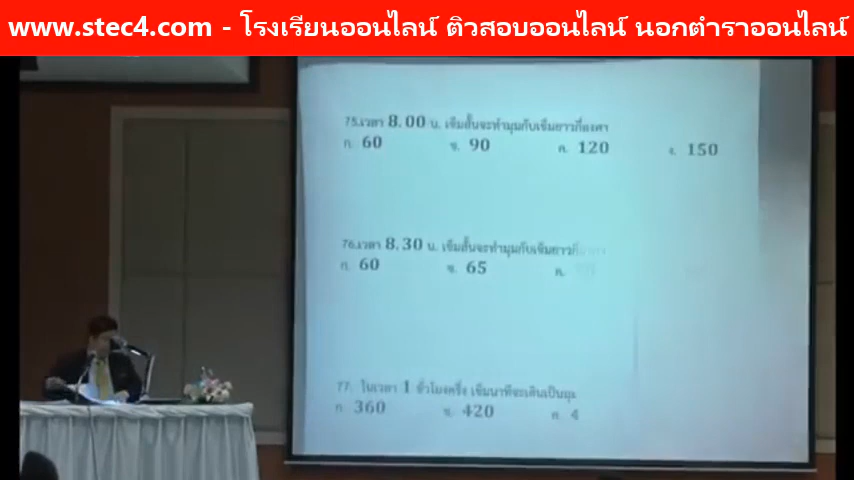 www.stec4.com - โรงเรียนออนไลน์ ติวสอบออนไลน์ นอกตำราออนไลน์
75.เวลา 8.00 น. เข็มสั้นจะทำมุมกับเข็มยาวกี่องศา
ก. 60 ข. 90 ค. 120 ง. 150
76.เวลา 8.30 น. เข็มสั้นจะทำมุมกับเข็มยาวกี่
ก. 60 ข. 65 ค.
77. ในเวลา 1 ชั่วโมงครึ่ง เข็มนาทีจะเดินเป็นมุม
ก. 360 ข. 420 ค. 4